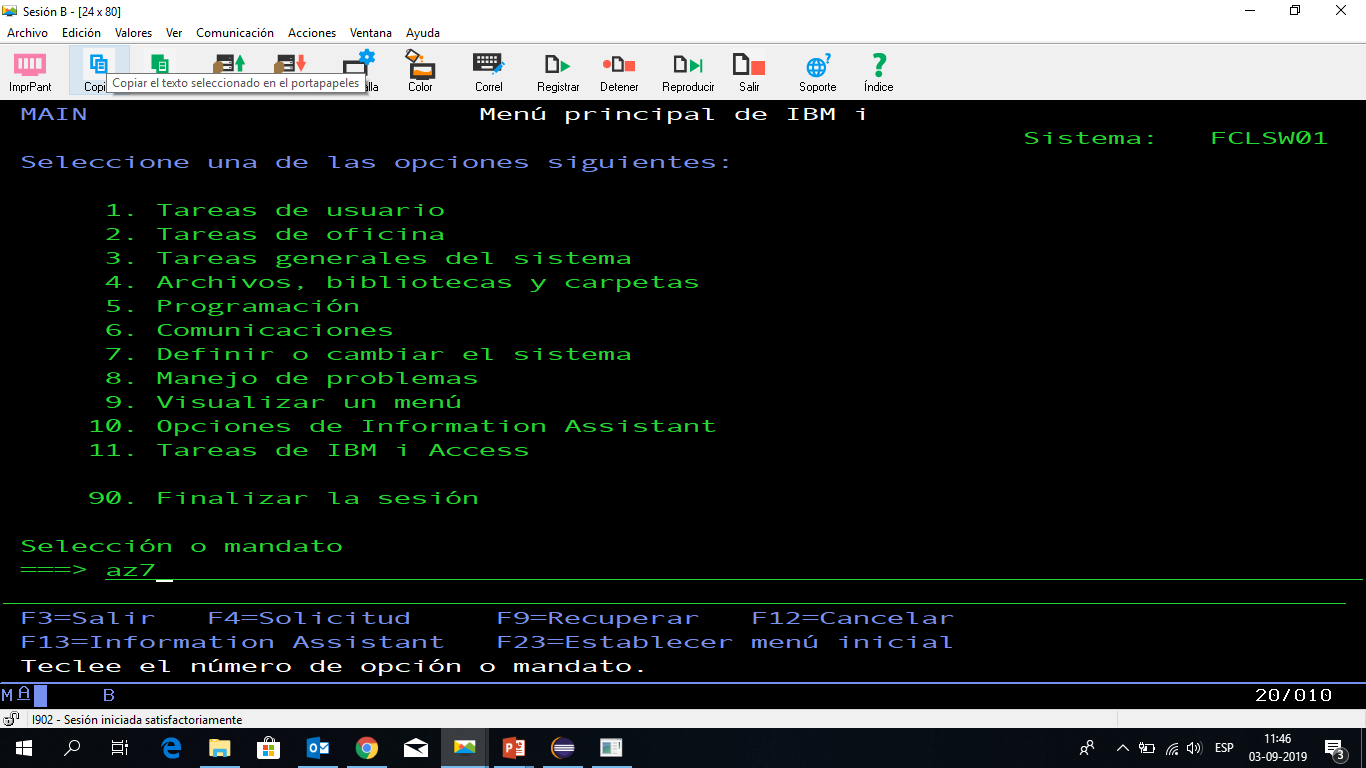 Sesión B - [24 x 80]
Archivo Edición Valores Ver Comunicación Acciones Ventana Ayuda
ImprPant Copi lla Color Correl Registrar Detener Reproducir Salir Soporte Índice
Copiar el texto seleccionado en el portapapeles
MAIN Menú principal de IBM i
Sistema: FCLSW01
Seleccione una de las opciones siguientes:
1. Tareas de usuario
2. Tareas de oficina
3. Tareas generales del sistema
4. Archivos, bibliotecas y carpetas
5. Programación
6. Comunicaciones
7. Definir o cambiar el sistema
8. Manejo de problemas
9. Visualizar un menú
10. Opciones de Information Assistant
11. Tareas de IBM i Access
90. Finalizar la sesión
Selección o mandato
===> az7_
F3=Salir F4=Solicitud F9=Recuperar F12=Cancelar
F13=Information Assistant F23=Establecer menú inicial
Teclee el número de opción o mandato.
MA B 20/010
I902 - Sesión iniciada satisfactoriamente
ESP 11:46
03-09-2019 3